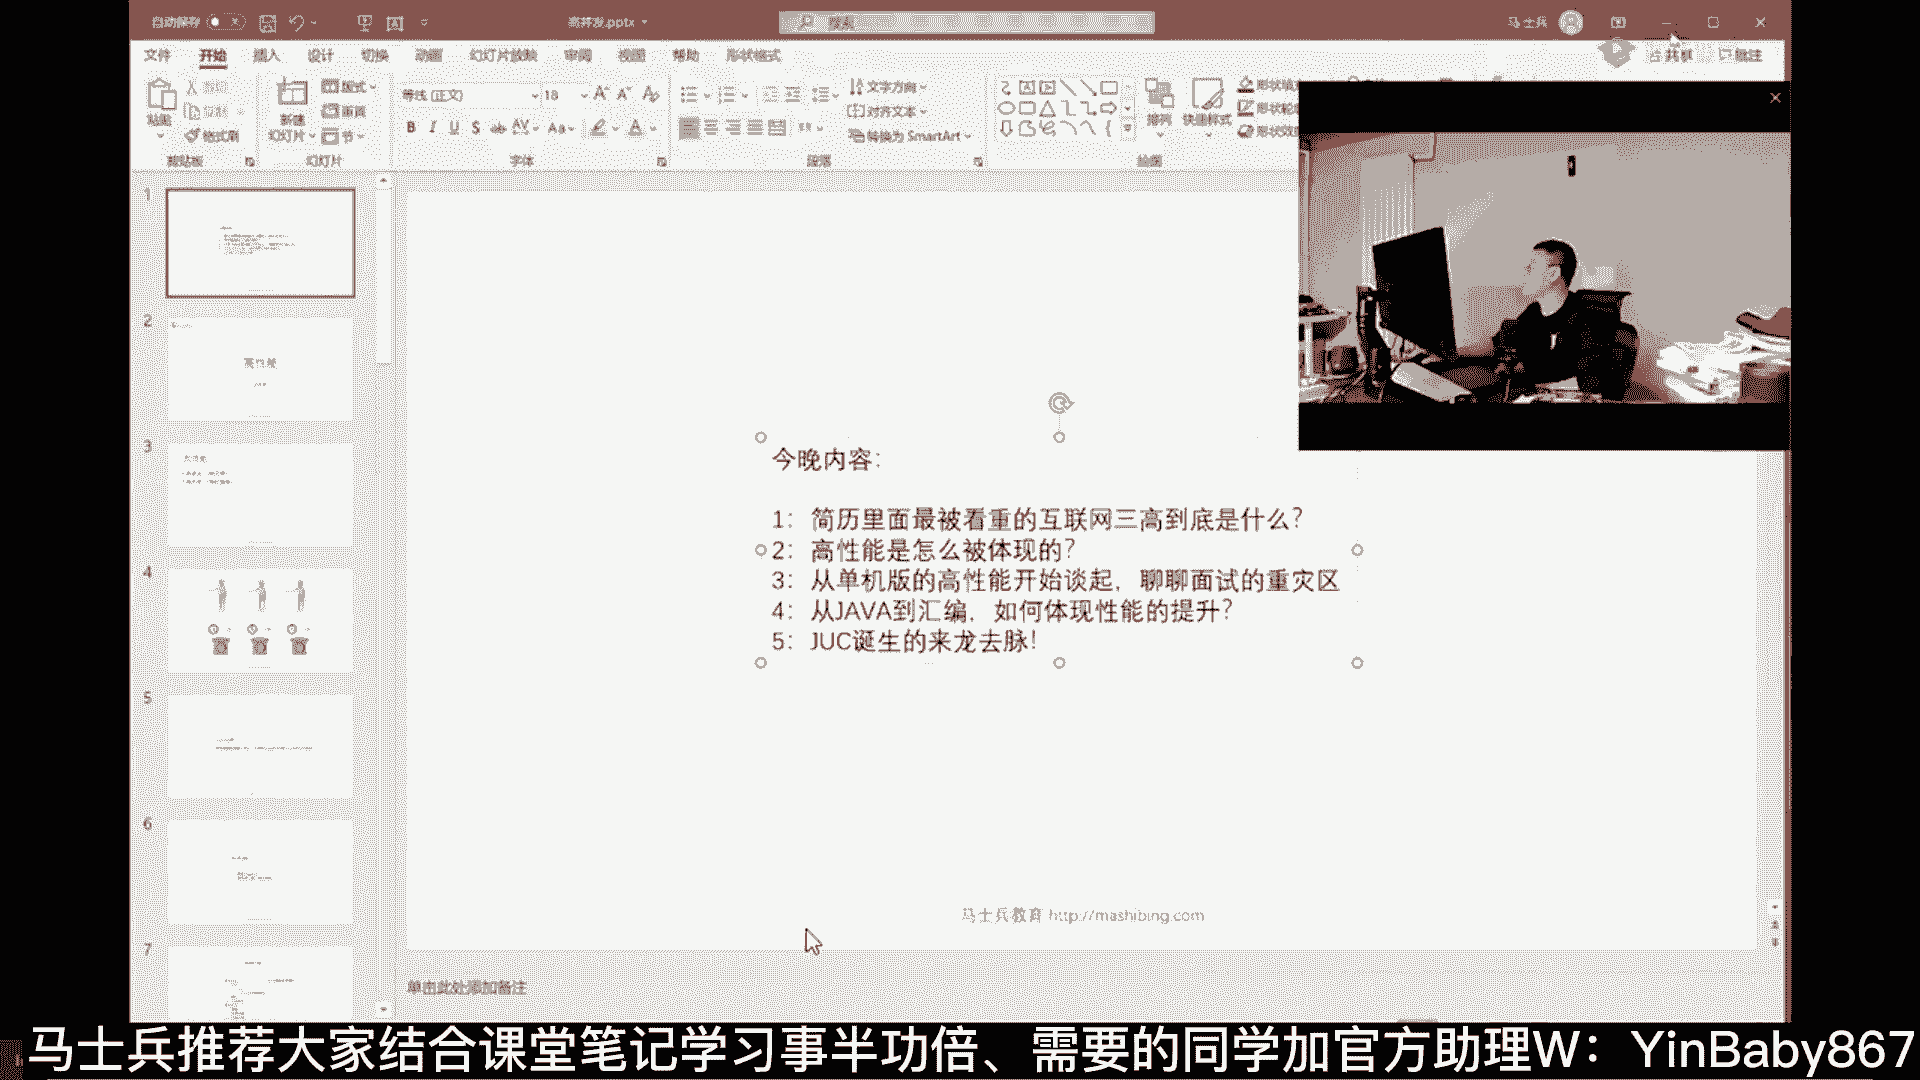 自动保存
高并发.pptx
搜索
马士兵
文件 开始 插入 设计 切换 动画 幻灯片放映 审阅 视图 帮助 形状格式
共享 批注
粘贴 剪切 复制 格式刷
剪贴板
新建 幻灯片 版式 重置 节
幻灯片
等线 (正文) 18
字体
文字方向
对齐文本
转换为 SmartArt
段落
排列 快速样式
绘图
1
2
高性能
3
4
5
6
7
今晚内容：
1：简历里面最被看重的互联网三高到底是什么？
2：高性能是怎么被体现的？
3：从单机版的高性能开始谈起，聊聊面试的重灾区
4：从JAVA到汇编，如何体现性能的提升？
5：JUC诞生的来龙去脉！
马士兵教育 http://mashibing.com
单击此处添加备注
马士兵推荐大家结合课堂笔记学习事半功倍、需要的同学加官方助理W：YinBaby867